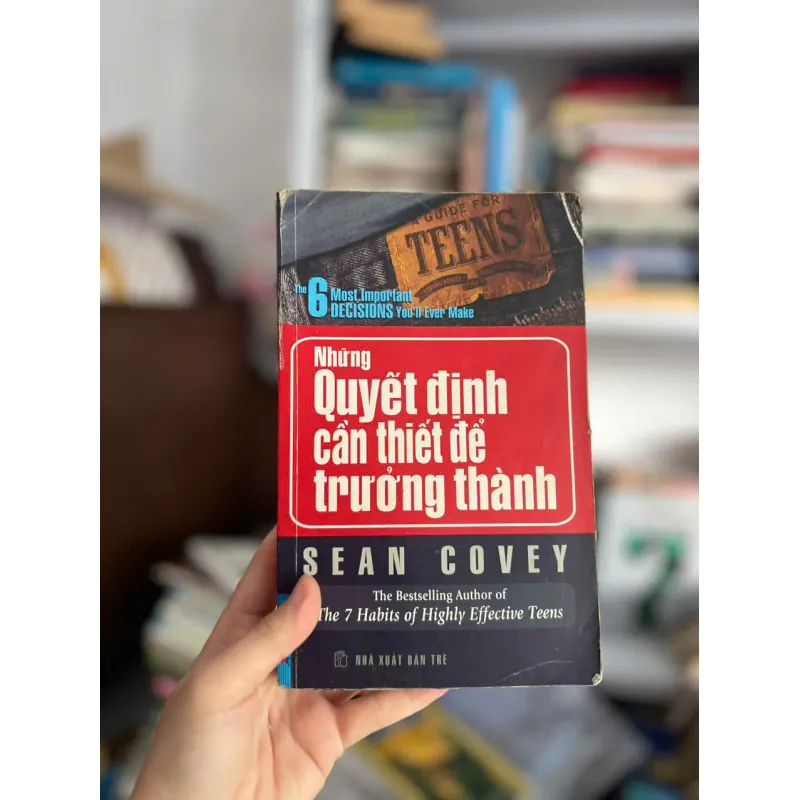 A GUIDE FOR
TEENS
The 6 Most Important
DECISIONS You'll Ever Make
Những
Quyết định
cần thiết để
trưởng thành
SEAN COVEY
The Bestselling Author of
The 7 Habits of Highly Effective Teens
NHÀ XUẤT BẢN TRẺ